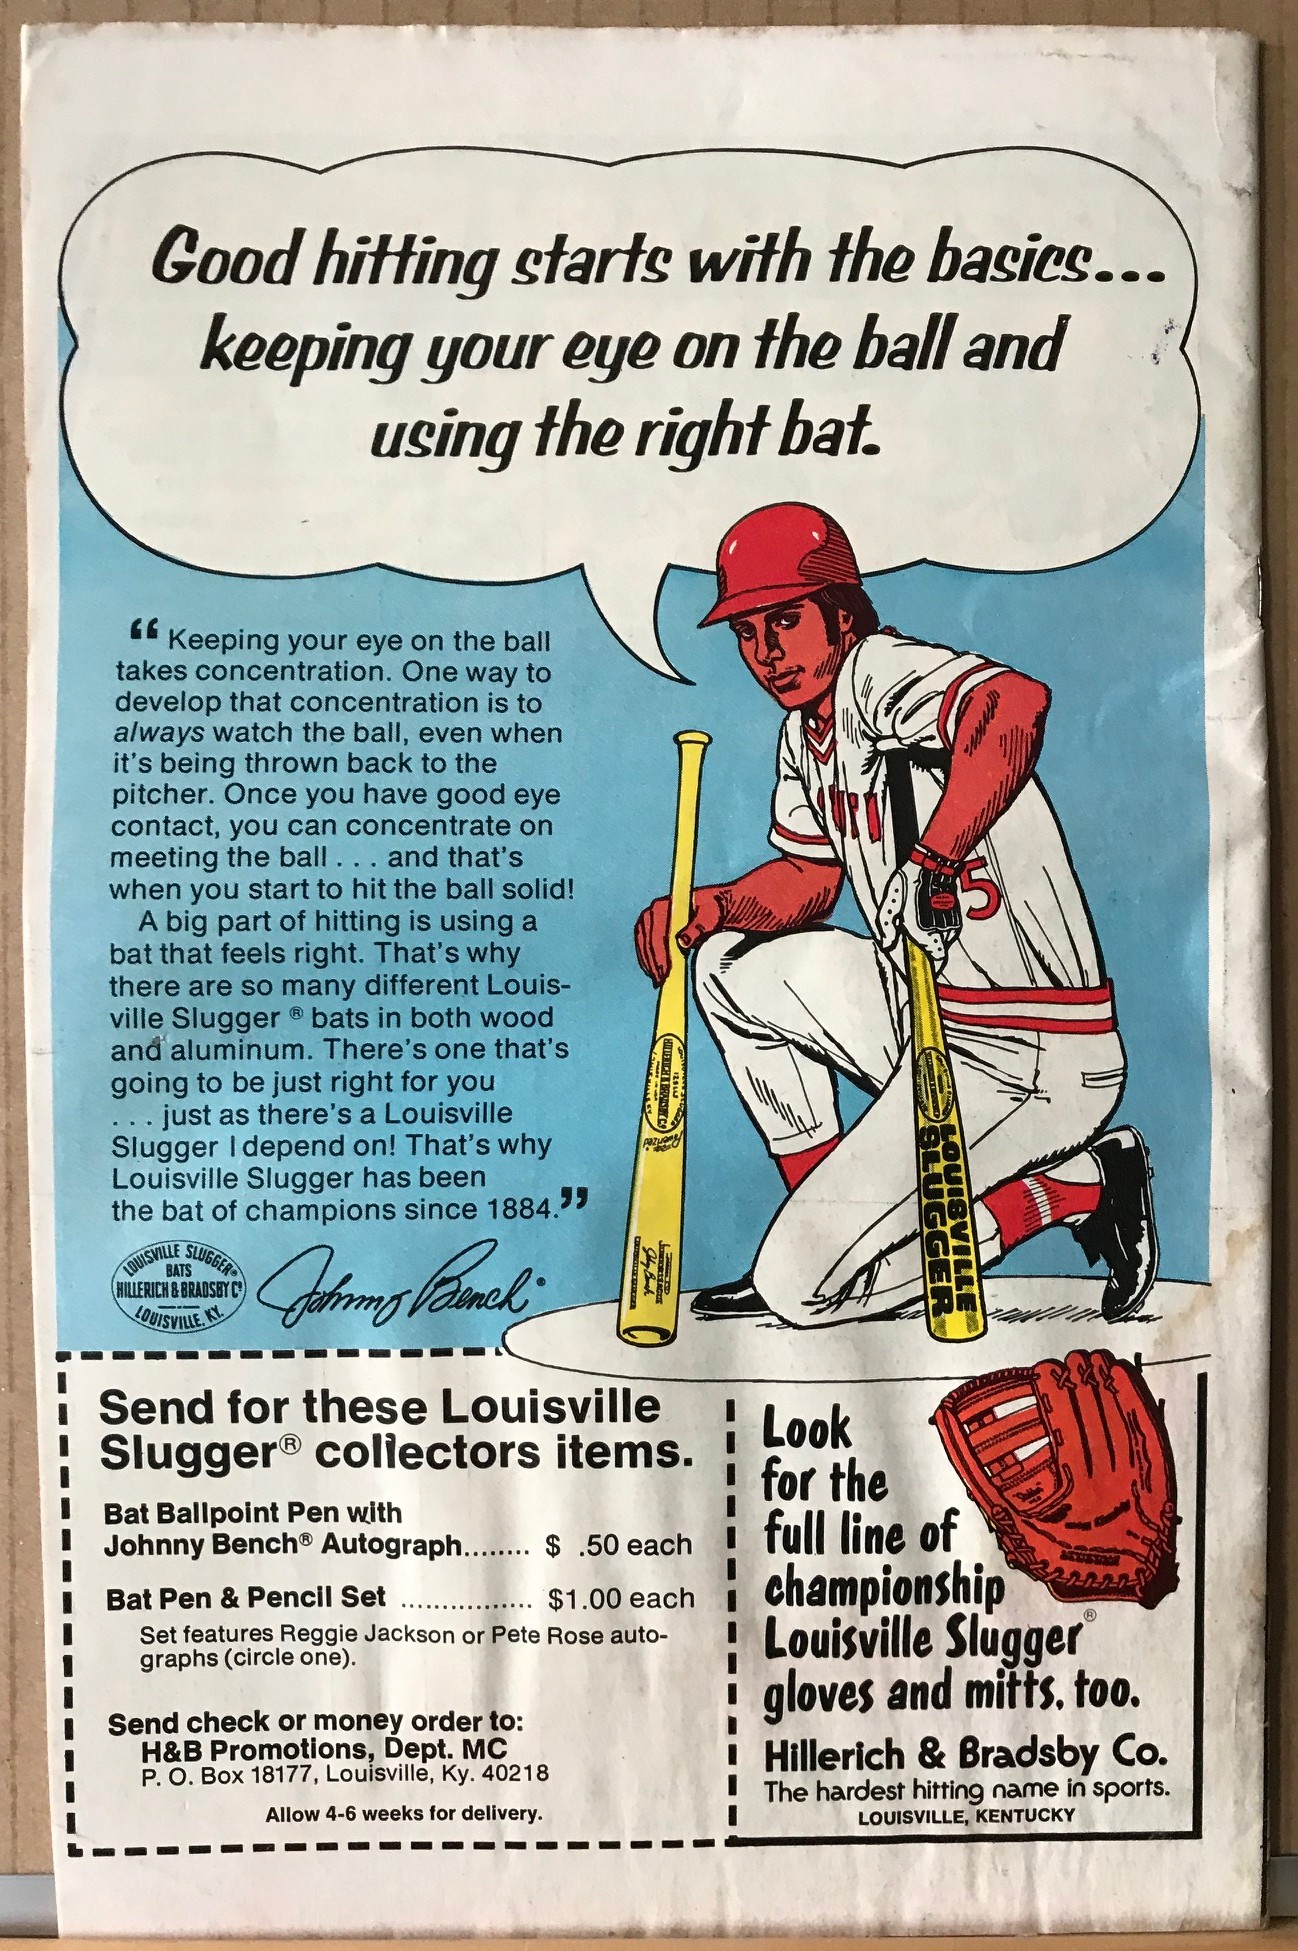 Good hitting starts with the basics...
keeping your eye on the ball and
using the right bat.
“ Keeping your eye on the ball
takes concentration. One way to
develop that concentration is to
always watch the ball, even when
it's being thrown back to the
pitcher. Once you have good eye
contact, you can concentrate on
meeting the ball . . . and that's
when you start to hit the ball solid!
A big part of hitting is using a
bat that feels right. That's why
there are so many different Louis-
ville Slugger ® bats in both wood
and aluminum. There's one that's
going to be just right for you
. . . just as there's a Louisville
Slugger I depend on! That's why
Louisville Slugger has been
the bat of champions since 1884.”
LOUISVILLE SLUGGER®
BATS
HILLERICH & BRADSBY Co
LOUISVILLE, KY.
Johnny Bench
5
Powerized
HILLERICH & BRADSBY Co
LOUISVILLE
SLUGGER
Send for these Louisville
Slugger® collectors items.
Bat Ballpoint Pen with
Johnny Bench® Autograph........ $ .50 each
Bat Pen & Pencil Set ................ $1.00 each
Set features Reggie Jackson or Pete Rose auto-
graphs (circle one).
Send check or money order to:
H&B Promotions, Dept. MC
P. O. Box 18177, Louisville, Ky. 40218
Allow 4-6 weeks for delivery.
Look
for the
full line of
championship
Louisville Slugger®
gloves and mitts, too.
Hillerich & Bradsby Co.
The hardest hitting name in sports.
LOUISVILLE, KENTUCKY